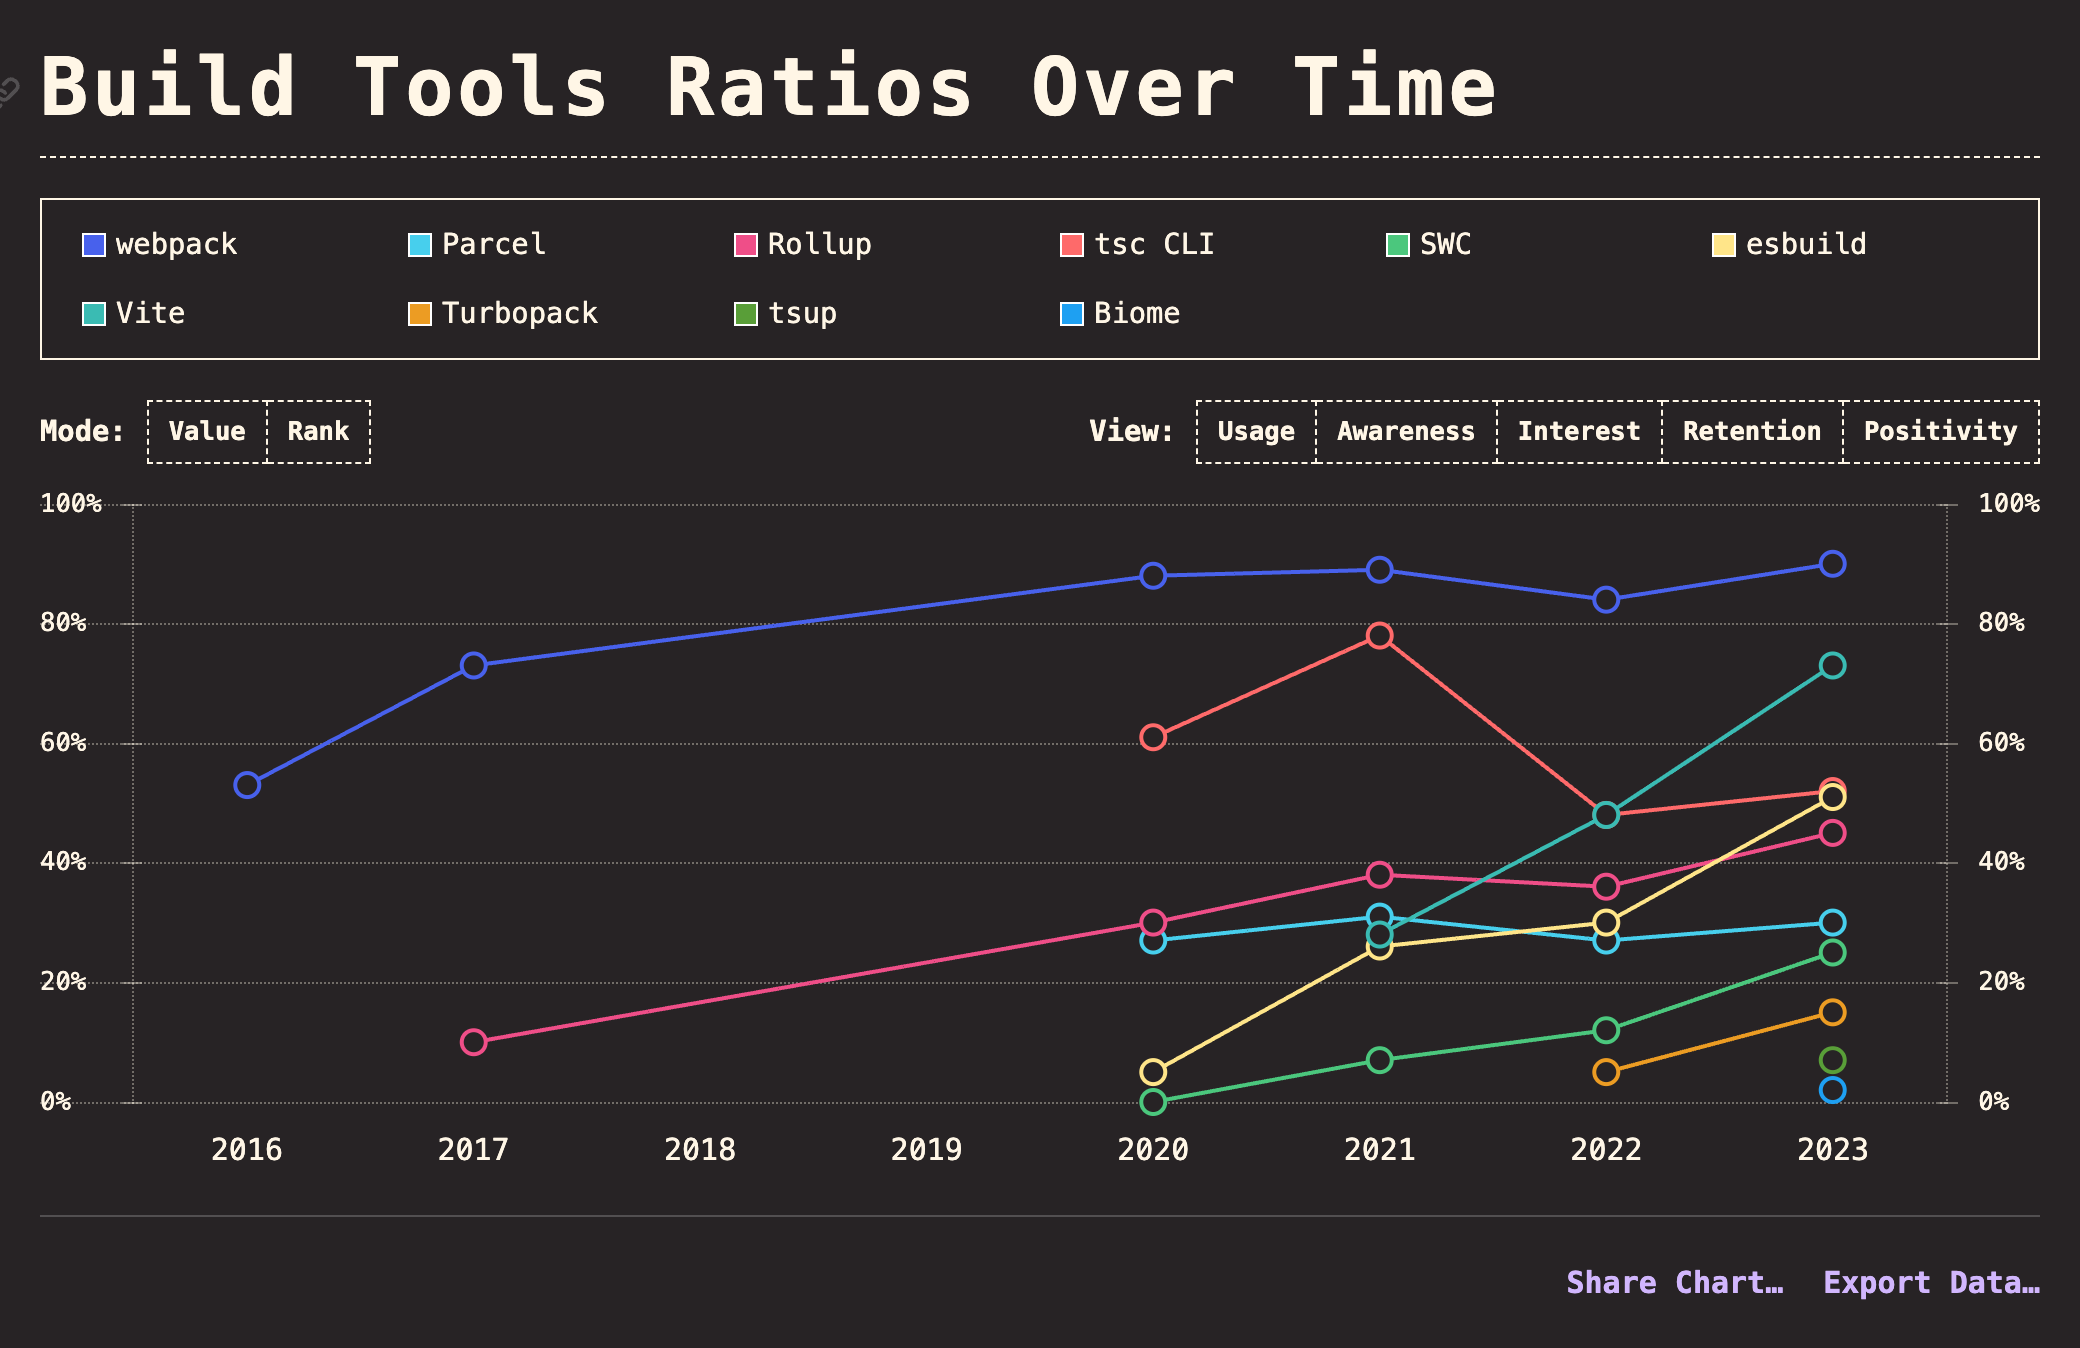 Build Tools Ratios Over Time
webpack Parcel Rollup tsc CLI SWC esbuild
Vite Turbopack tsup Biome
Mode: Value Rank View: Usage Awareness Interest Retention Positivity
100% 100%
80% 80%
60% 60%
40% 40%
20% 20%
0% 0%
2016 2017 2018 2019 2020 2021 2022 2023
Share Chart… Export Data…